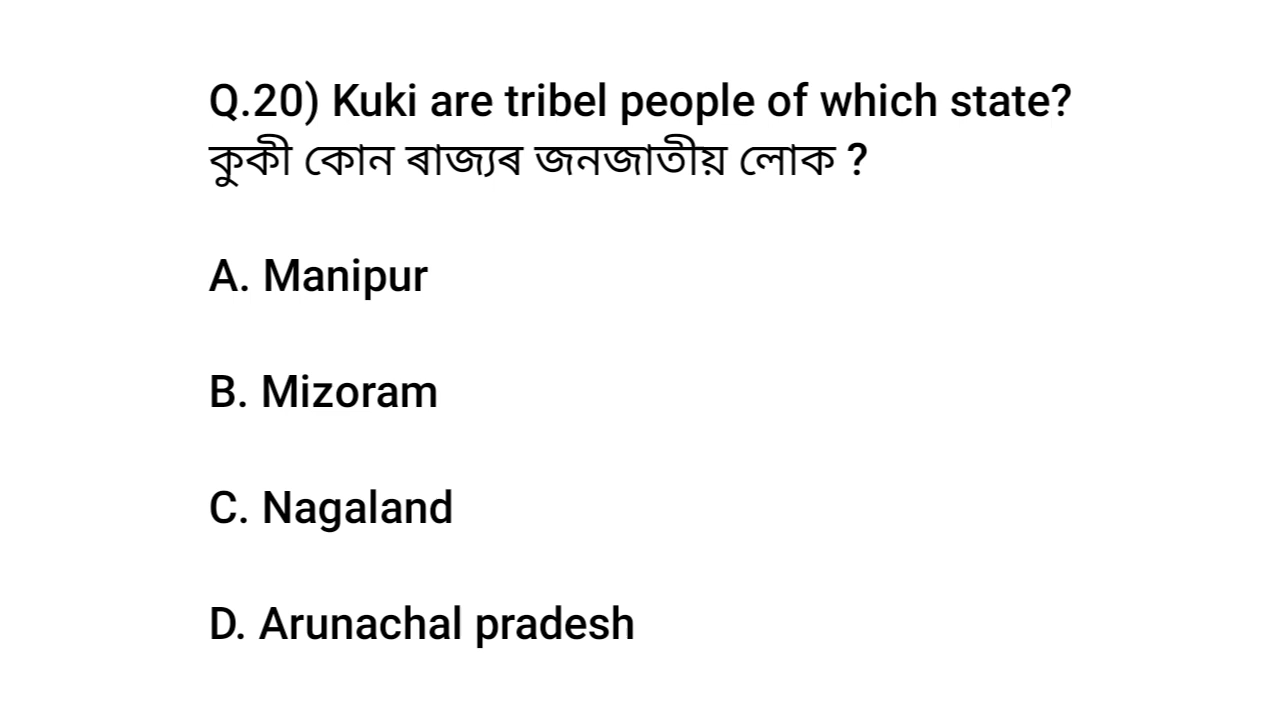 Q.20) Kuki are tribel people of which state?
কুকী কোন ৰাজ্যৰ জনজাতীয় লোক ?
A. Manipur
B. Mizoram
C. Nagaland
D. Arunachal pradesh